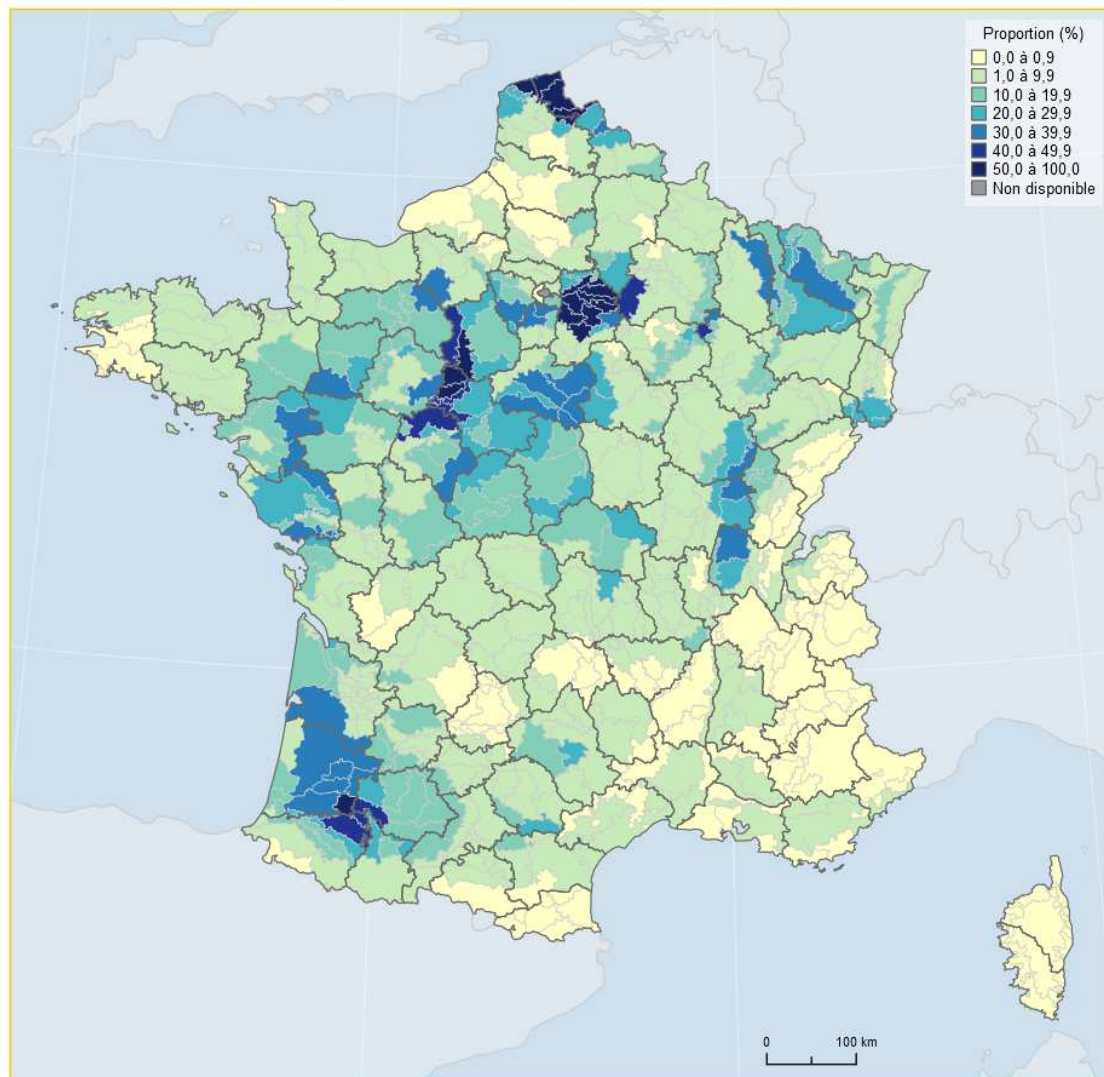 Proportion (%)
0,0 à 0,9
1,0 à 9,9
10,0 à 19,9
20,0 à 29,9
30,0 à 39,9
40,0 à 49,9
50,0 à 100,0
Non disponible
0 100 km